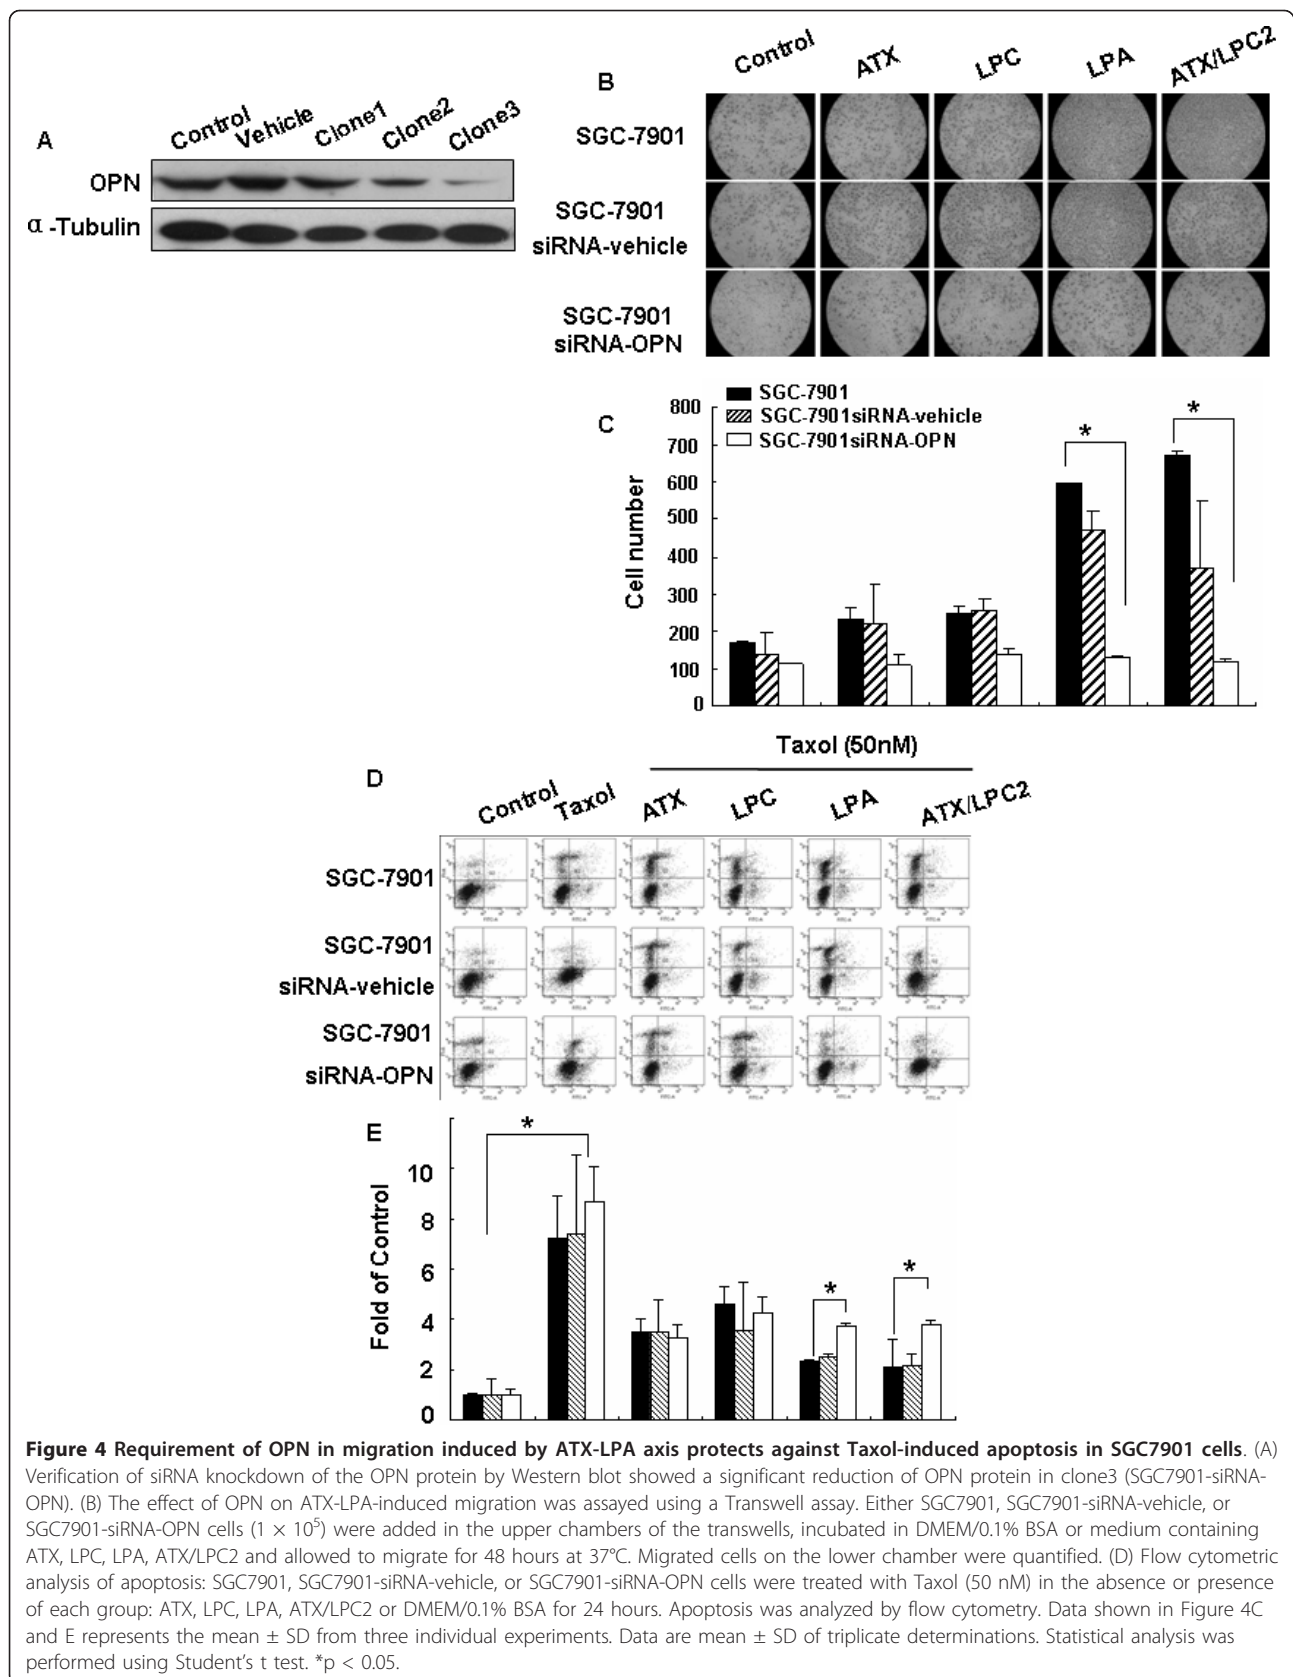 A
Control
Vehicle
Clone1
Clone2
Clone3
OPN
α-Tubulin
B
Control
ATX
LPC
LPA
ATX/LPC2
SGC-7901
SGC-7901
siRNA-vehicle
SGC-7901
siRNA-OPN
C
SGC-7901
SGC-7901siRNA-vehicle
SGC-7901siRNA-OPN
Cell number
800
700
600
500
400
300
200
100
0
*
*
Taxol (50nM)
D
Control
Taxol
ATX
LPC
LPA
ATX/LPC2
SGC-7901
SGC-7901
siRNA-vehicle
SGC-7901
siRNA-OPN
E
Fold of Control
10
8
6
4
2
0
*
*
*
Figure 4 Requirement of OPN in migration induced by ATX-LPA axis protects against Taxol-induced apoptosis in SGC7901 cells. (A)
Verification of siRNA knockdown of the OPN protein by Western blot showed a significant reduction of OPN protein in clone3 (SGC7901-siRNA-
OPN). (B) The effect of OPN on ATX-LPA-induced migration was assayed using a Transwell assay. Either SGC7901, SGC7901-siRNA-vehicle, or
SGC7901-siRNA-OPN cells (1 × 10⁵) were added in the upper chambers of the transwells, incubated in DMEM/0.1% BSA or medium containing
ATX, LPC, LPA, ATX/LPC2 and allowed to migrate for 48 hours at 37°C. Migrated cells on the lower chamber were quantified. (D) Flow cytometric
analysis of apoptosis: SGC7901, SGC7901-siRNA-vehicle, or SGC7901-siRNA-OPN cells were treated with Taxol (50 nM) in the absence or presence
of each group: ATX, LPC, LPA, ATX/LPC2 or DMEM/0.1% BSA for 24 hours. Apoptosis was analyzed by flow cytometry. Data shown in Figure 4C
and E represents the mean ± SD from three individual experiments. Data are mean ± SD of triplicate determinations. Statistical analysis was
performed using Student's t test. *p < 0.05.